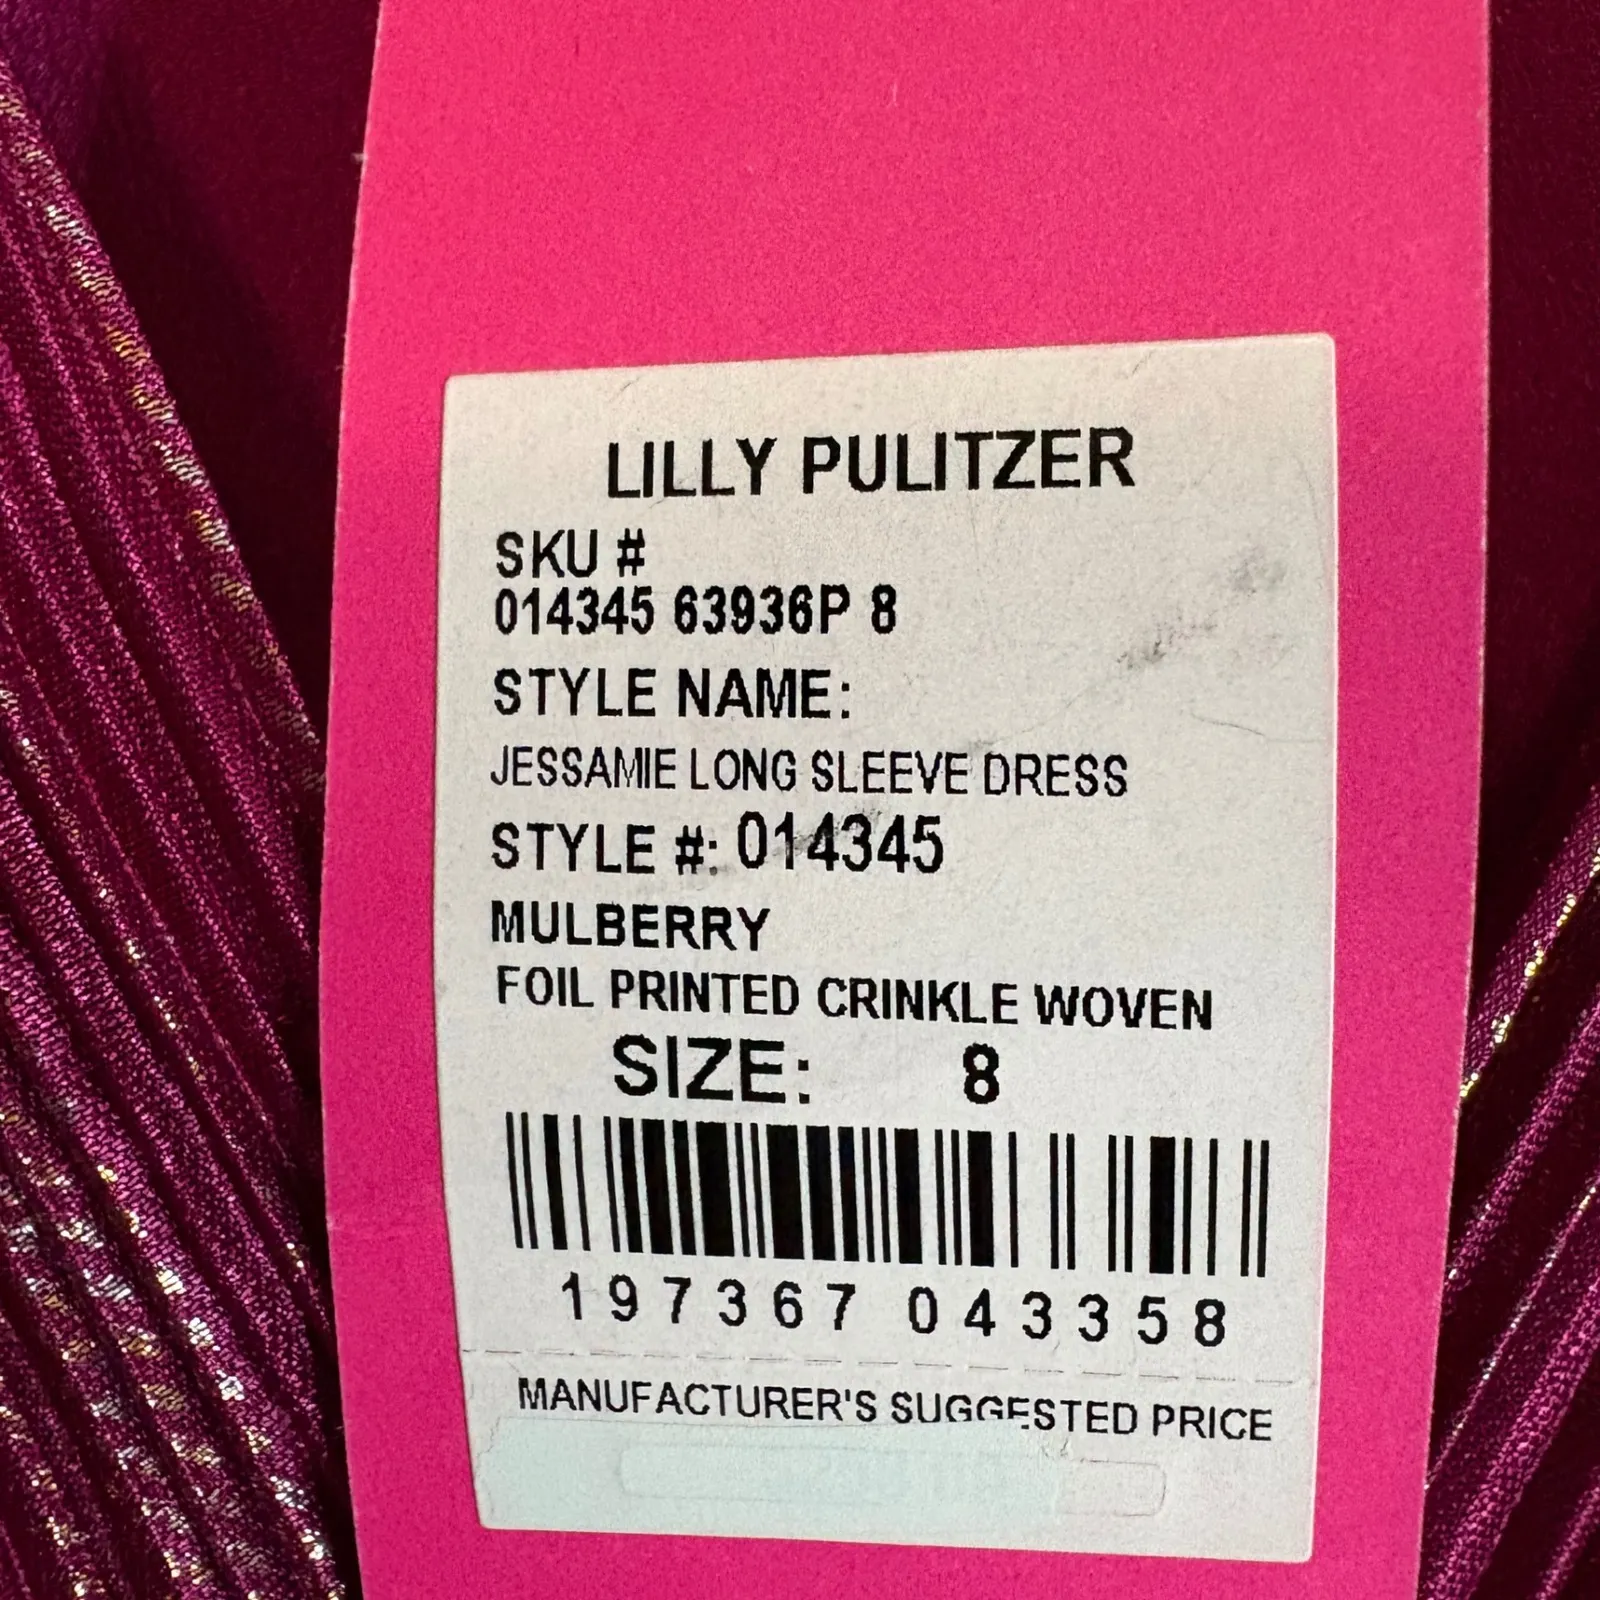 LILLY PULITZER
SKU #
014345 63936P 8
STYLE NAME:
JESSAMIE LONG SLEEVE DRESS
STYLE #: 014345
MULBERRY
FOIL PRINTED CRINKLE WOVEN
SIZE: 8
197367 043358
MANUFACTURER'S SUGGESTED PRICE